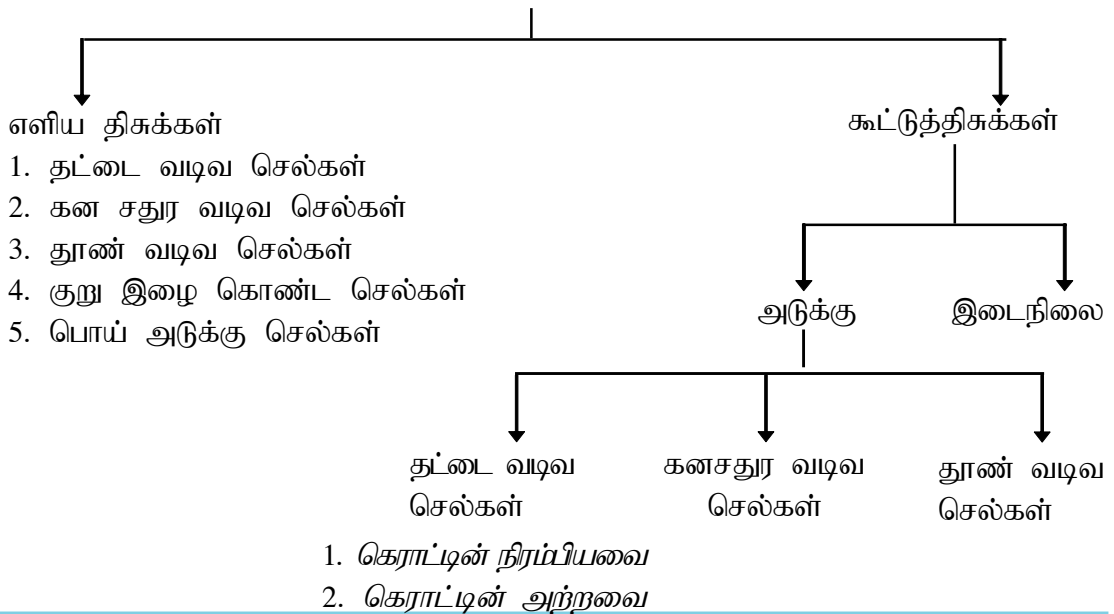 எளிய திசுக்கள்
1. தட்டை வடிவ செல்கள்
2. கன சதுர வடிவ செல்கள்
3. தூண் வடிவ செல்கள்
4. குறு இழை கொண்ட செல்கள்
5. பொய் அடுக்கு செல்கள்
கூட்டுத்திசுக்கள்
அடுக்கு
இடைநிலை
தட்டை வடிவ
செல்கள்
கனசதுர வடிவ
செல்கள்
தூண் வடிவ
செல்கள்
1. கெராட்டின் நிரம்பியவை
2. கெராட்டின் அற்றவை